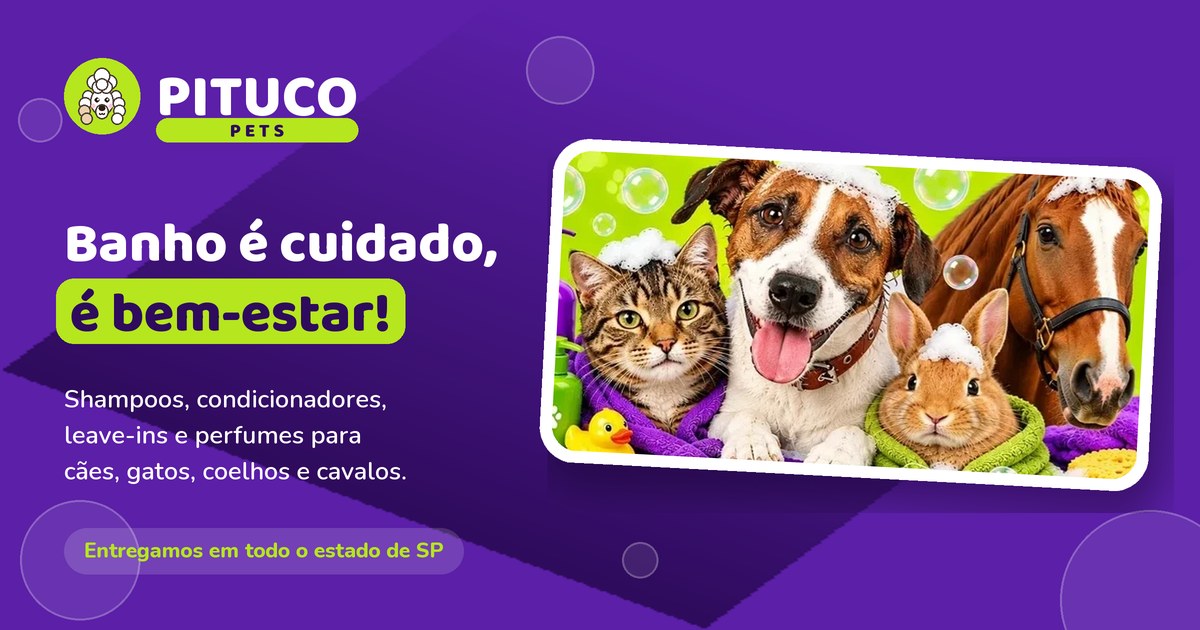 PITUCO
PETS
Banho é cuidado,
é bem-estar!
Shampoos, condicionadores,
leave-ins e perfumes para
cães, gatos, coelhos e cavalos.
Entregamos em todo o estado de SP